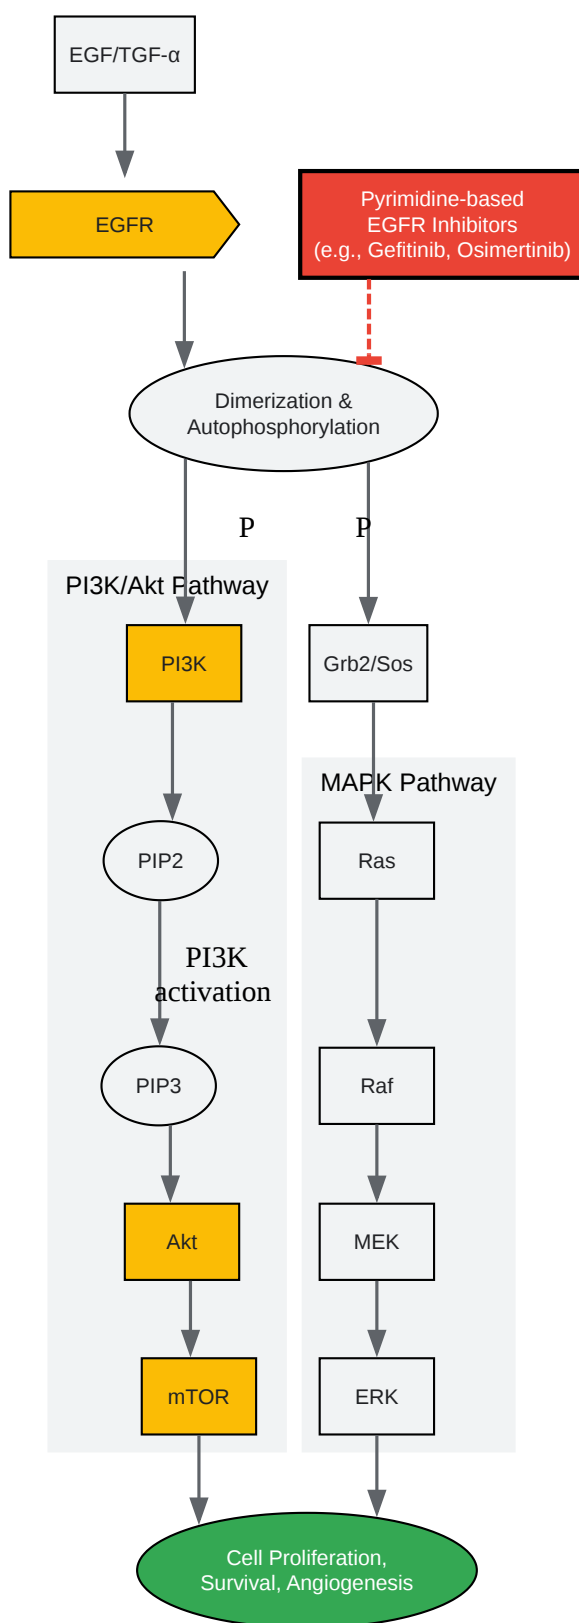 EGF/TGF-α
EGFR
Pyrimidine-based
EGFR Inhibitors
(e.g., Gefitinib, Osimertinib)
Dimerization &
Autophosphorylation
P
P
PI3K/Akt Pathway
PI3K
Grb2/Sos
MAPK Pathway
PIP2
Ras
PI3K
activation
PIP3
Raf
Akt
MEK
mTOR
ERK
Cell Proliferation,
Survival, Angiogenesis